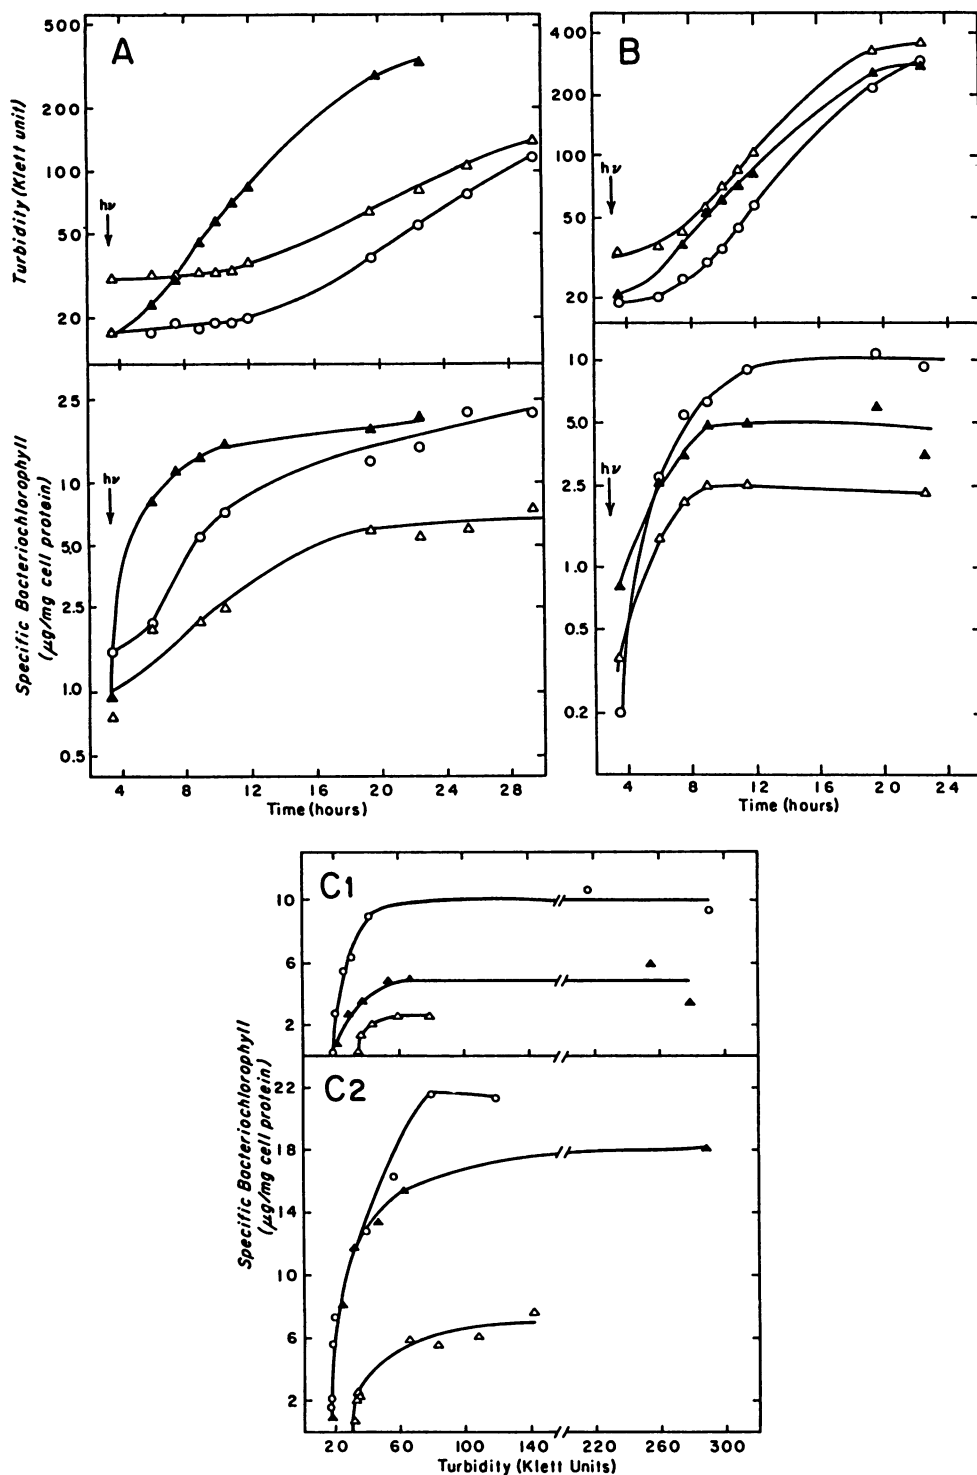 A
Turbidity (Klett unit)
500
200
100
50
20
hν
B
400
200
100
50
20
hν
Specific Bacteriochlorophyll
(µg/mg cell protein)
25
10
50
2.5
1.0
0.5
hν
4 8 12 16 20 24 28
Time (hours)
10
5.0
2.5
1.0
0.5
0.2
hν
4 8 12 16 20 24
Time (hours)
C1
10
6
2
C2
Specific Bacteriochlorophyll
(µg/mg cell protein)
22
18
14
10
6
2
20 60 100 140 220 260 300
Turbidity (Klett Units)